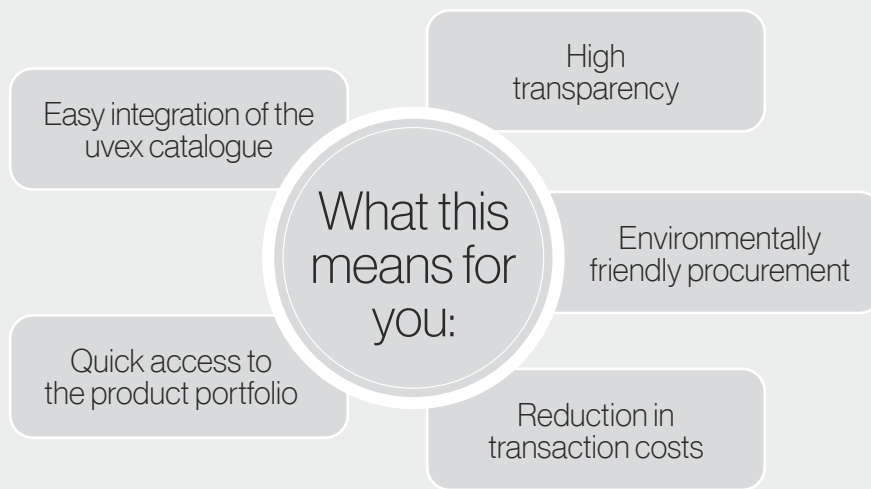 High
transparency
Easy integration of the
uvex catalogue
What this
means for
you:
Environmentally
friendly procurement
Quick access to
the product portfolio
Reduction in
transaction costs